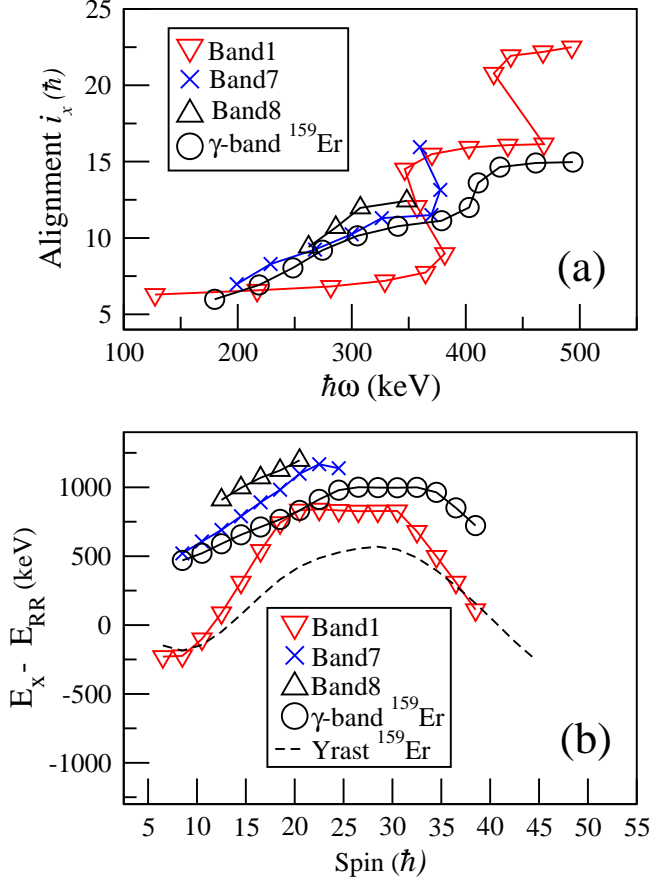 25
20
15
10
5
Alignment iₓ (ħ)
Band1
Band7
Band8
γ-band ¹⁵⁹Er
(a)
100 200 300 400 500
ħω (keV)
1000
500
0
-500
-1000
E_X - E_RR (keV)
Band1
Band7
Band8
γ-band ¹⁵⁹Er
Yrast ¹⁵⁹Er
(b)
5 10 15 20 25 30 35 40 45 50 55
Spin (ħ)